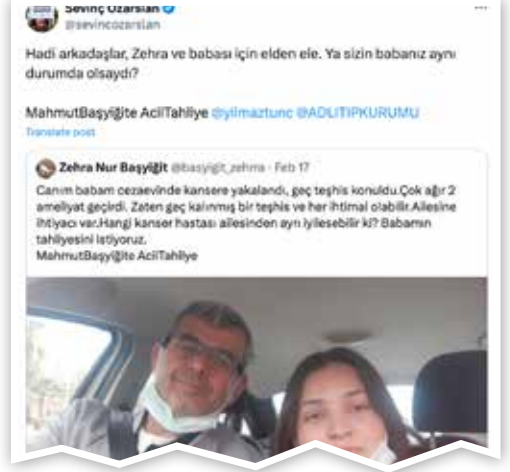 Sevinç Özarslan
@sevincozarslan
Hadi arkadaşlar, Zehra ve babası için elden ele. Ya sizin babanız aynı
durumda olsaydı?
MahmutBaşyiğite AcilTahliye @yilmaztunc @ADLITIPKURUMU
Translate post
Zehra Nur Başyiğit @basyigit_zehra · Feb 17
Canım babam cezaevinde kansere yakalandı, geç teşhis konuldu.Çok ağır 2
ameliyat geçirdi. Zaten geç kalınmış bir teşhis ve her ihtimal olabilir.Ailesine
ihtiyacı var.Hangi kanser hastası ailesinden ayrı iyileşebilir ki? Babamın
tahliyesini istiyoruz.
MahmutBaşyiğite AcilTahliye